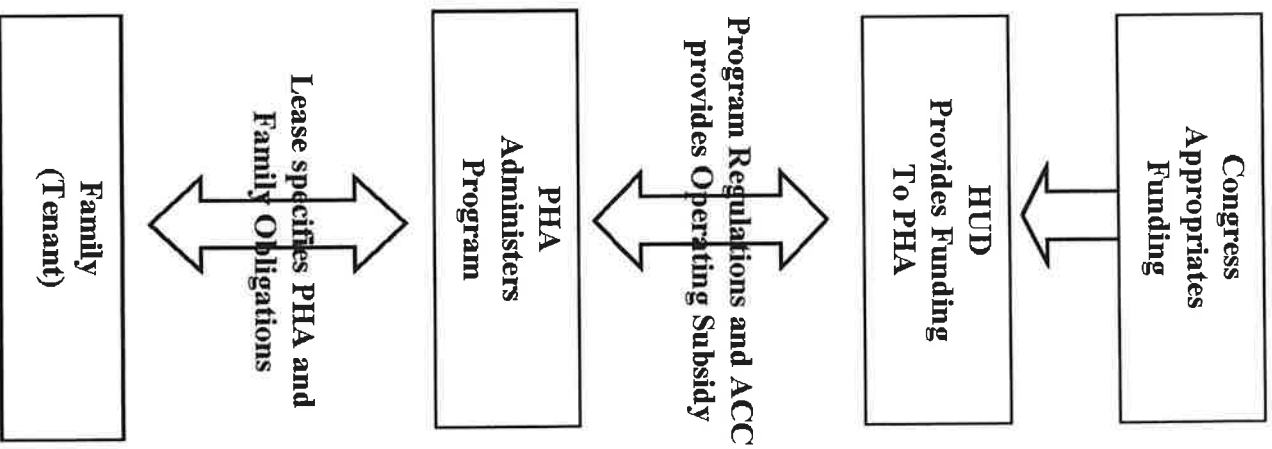 Congress
Appropriates
Funding
HUD
Provides Funding
To PHA
Program Regulations and ACC
provides Operating Subsidy
PHA
Administers
Program
Lease specifies PHA and
Family Obligations
Family
(Tenant)